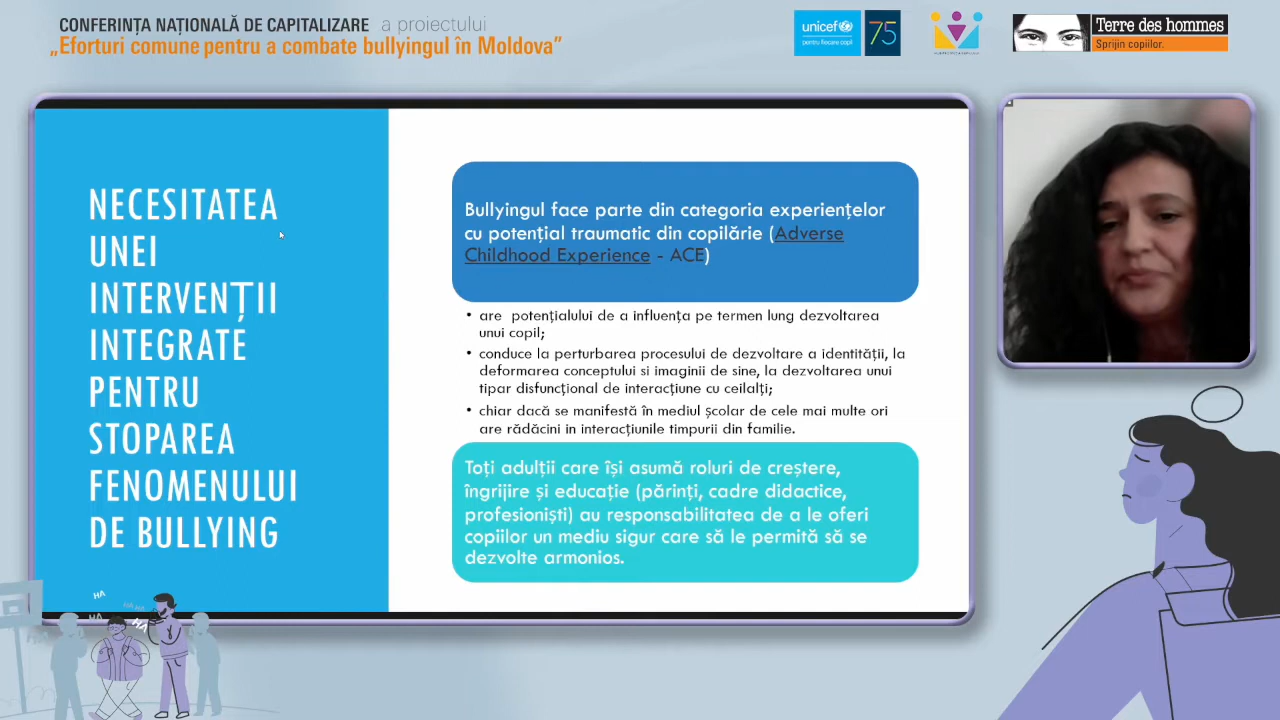 CONFERINȚA NAȚIONALĂ DE CAPITALIZARE a proiectului
„Eforturi comune pentru a combate bullyingul în Moldova”
unicef
pentru fiecare copil
75
Terre des hommes
Sprijin copiilor.
NECESITATEA
UNEI
INTERVENȚII
INTEGRATE
PENTRU
STOPAREA
FENOMENULUI
DE BULLYING
Bullyingul face parte din categoria experiențelor
cu potențial traumatic din copilărie (Adverse
Childhood Experience - ACE)
• are potențialului de a influența pe termen lung dezvoltarea
unui copil;
• conduce la perturbarea procesului de dezvoltare a identității, la
deformarea conceptului si imaginii de sine, la dezvoltarea unui
tipar disfuncțional de interacțiune cu ceilalți;
• chiar dacă se manifestă în mediul școlar de cele mai multe ori
are rădăcini in interacțiunile timpurii din familie.
Toți adulții care își asumă roluri de creștere,
îngrijire și educație (părinți, cadre didactice,
profesioniști) au responsabilitatea de a le oferi
copiilor un mediu sigur care să le permită să se
dezvolte armonios.
HA
HA HA
HA
HA